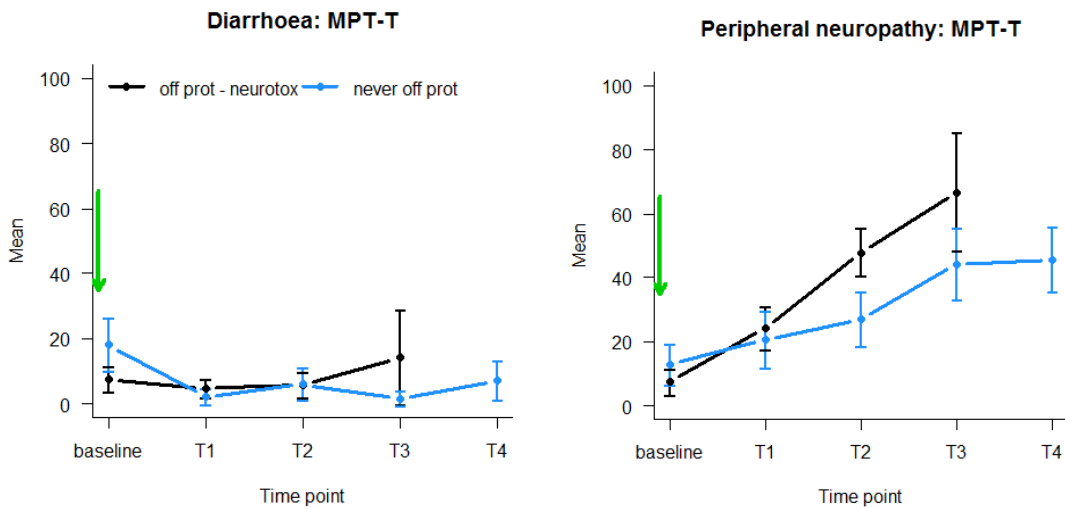 Diarrhoea: MPT-T
100
80
60
40
20
0
Mean
off prot - neurotox
never off prot
baseline T1 T2 T3 T4
Time point
Peripheral neuropathy: MPT-T
100
80
60
40
20
0
Mean
baseline T1 T2 T3 T4
Time point